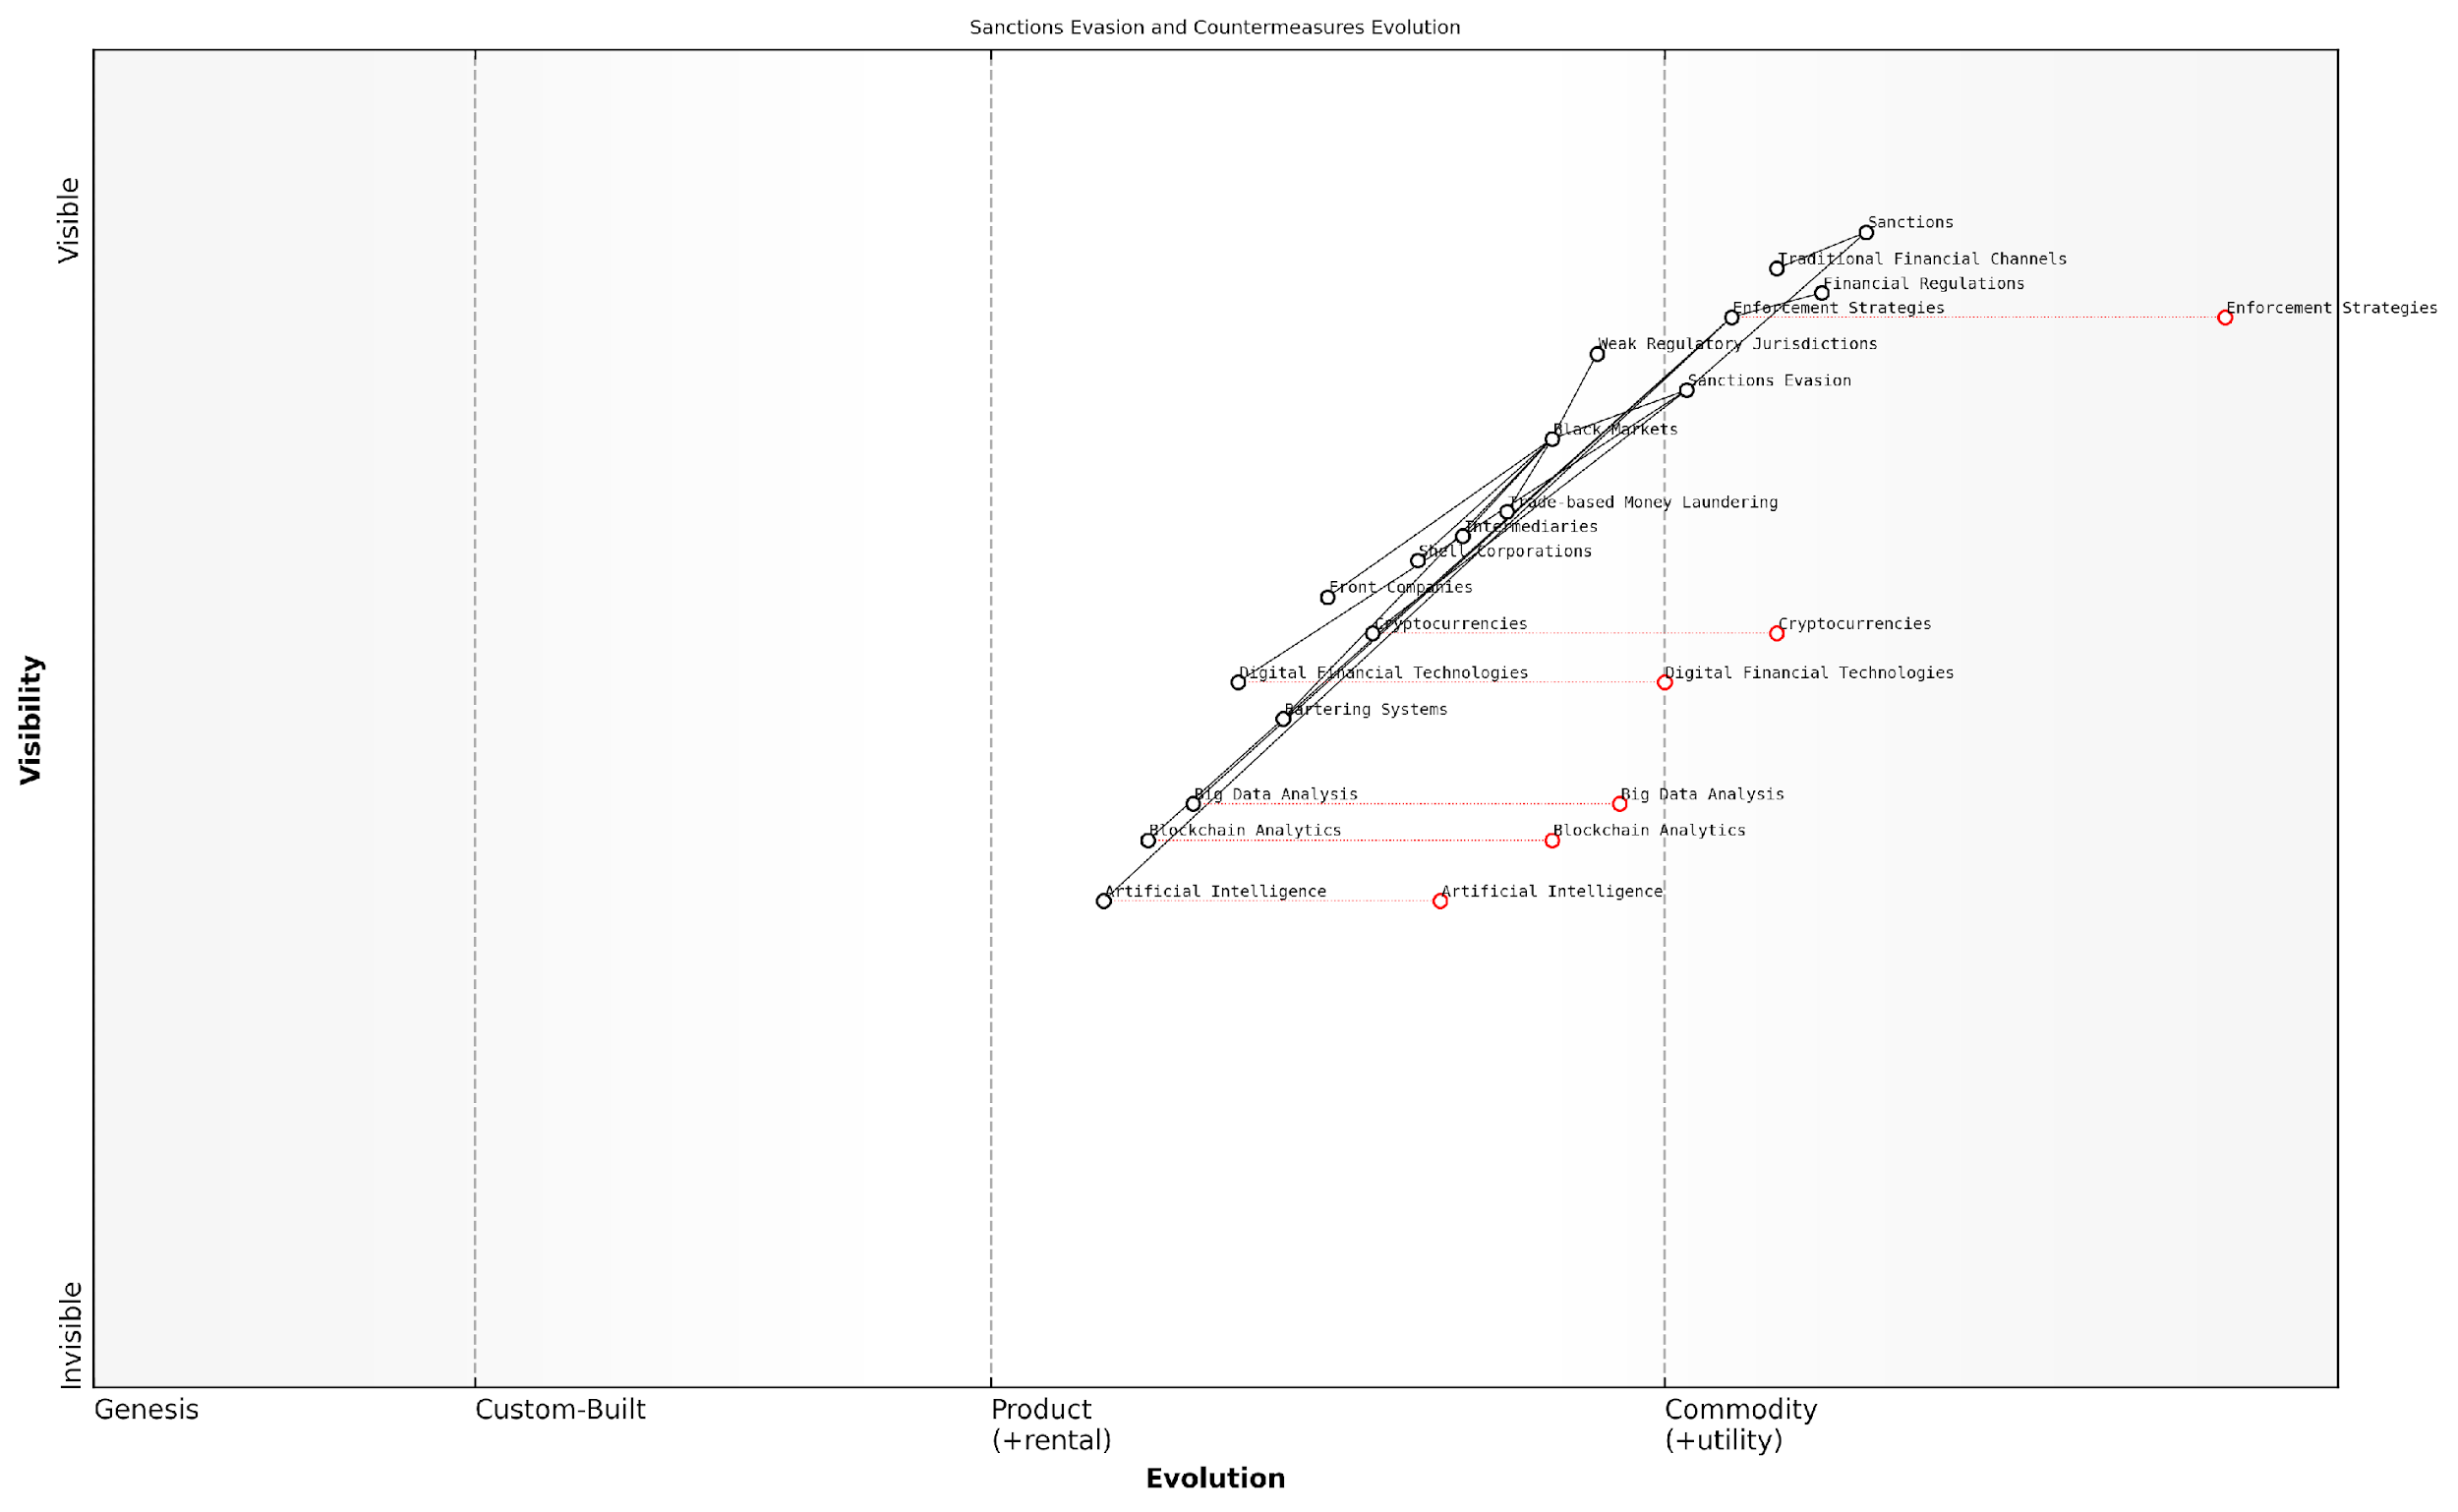 Sanctions Evasion and Countermeasures Evolution
Visible
Sanctions
Traditional Financial Channels
Financial Regulations
Enforcement Strategies
Enforcement Strategies
Weak Regulatory Jurisdictions
Sanctions Evasion
Black Markets
Trade-based Money Laundering
Intermediaries
Shell Corporations
Front Companies
Cryptocurrencies
Cryptocurrencies
Digital Financial Technologies
Digital Financial Technologies
Bartering Systems
Visibility
Big Data Analysis
Big Data Analysis
Blockchain Analytics
Blockchain Analytics
Artificial Intelligence
Artificial Intelligence
Invisible
Genesis
Custom-Built
Product
(+rental)
Commodity
(+utility)
Evolution